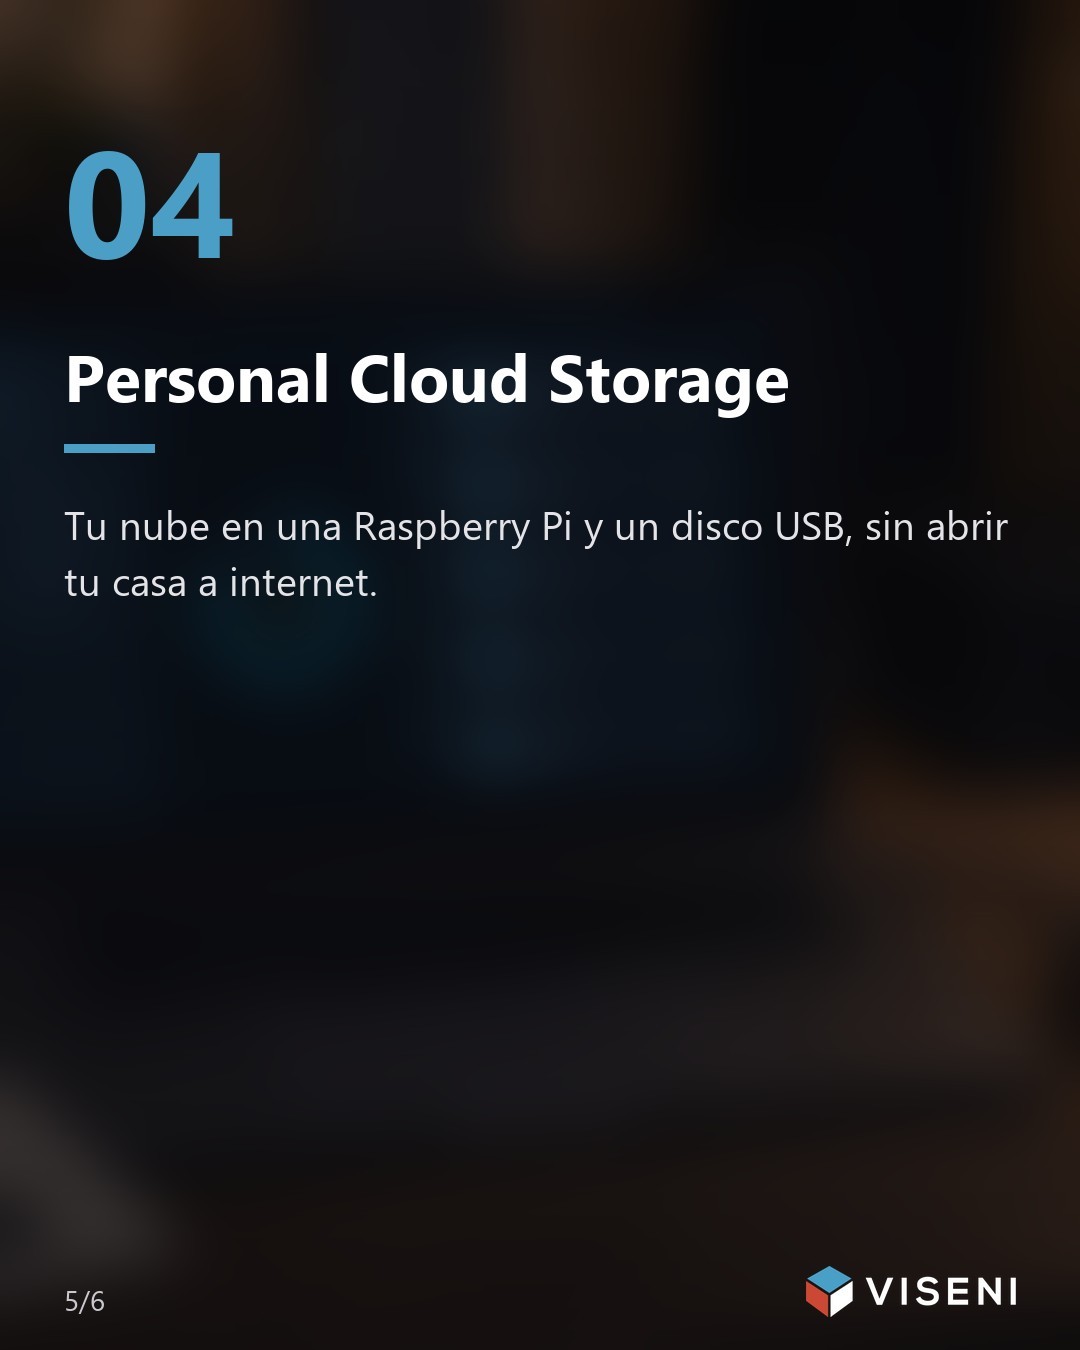 04
Personal Cloud Storage
Tu nube en una Raspberry Pi y un disco USB, sin abrir
tu casa a internet.
5/6
VISENI